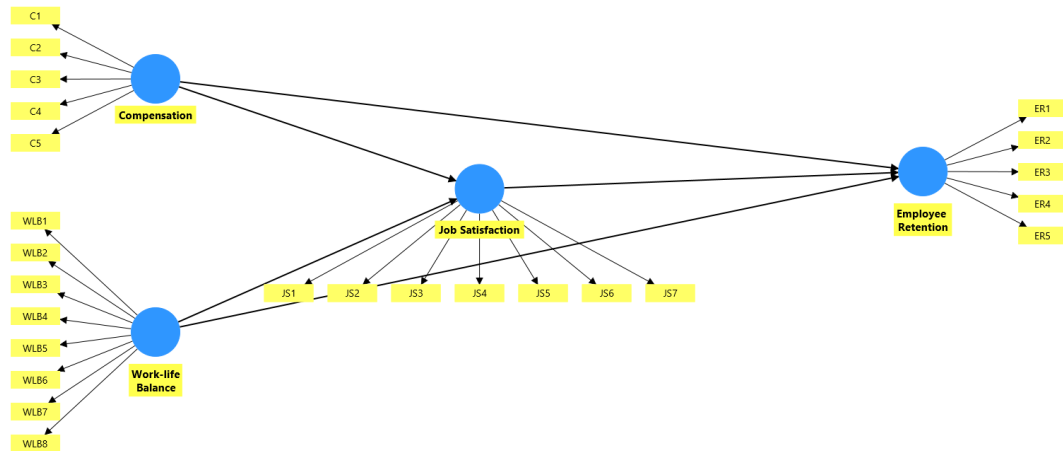 C1
C2
C3
C4
C5
Compensation
WLB1
WLB2
WLB3
WLB4
WLB5
WLB6
WLB7
WLB8
Work-life
Balance
Job Satisfaction
JS1
JS2
JS3
JS4
JS5
JS6
JS7
Employee
Retention
ER1
ER2
ER3
ER4
ER5